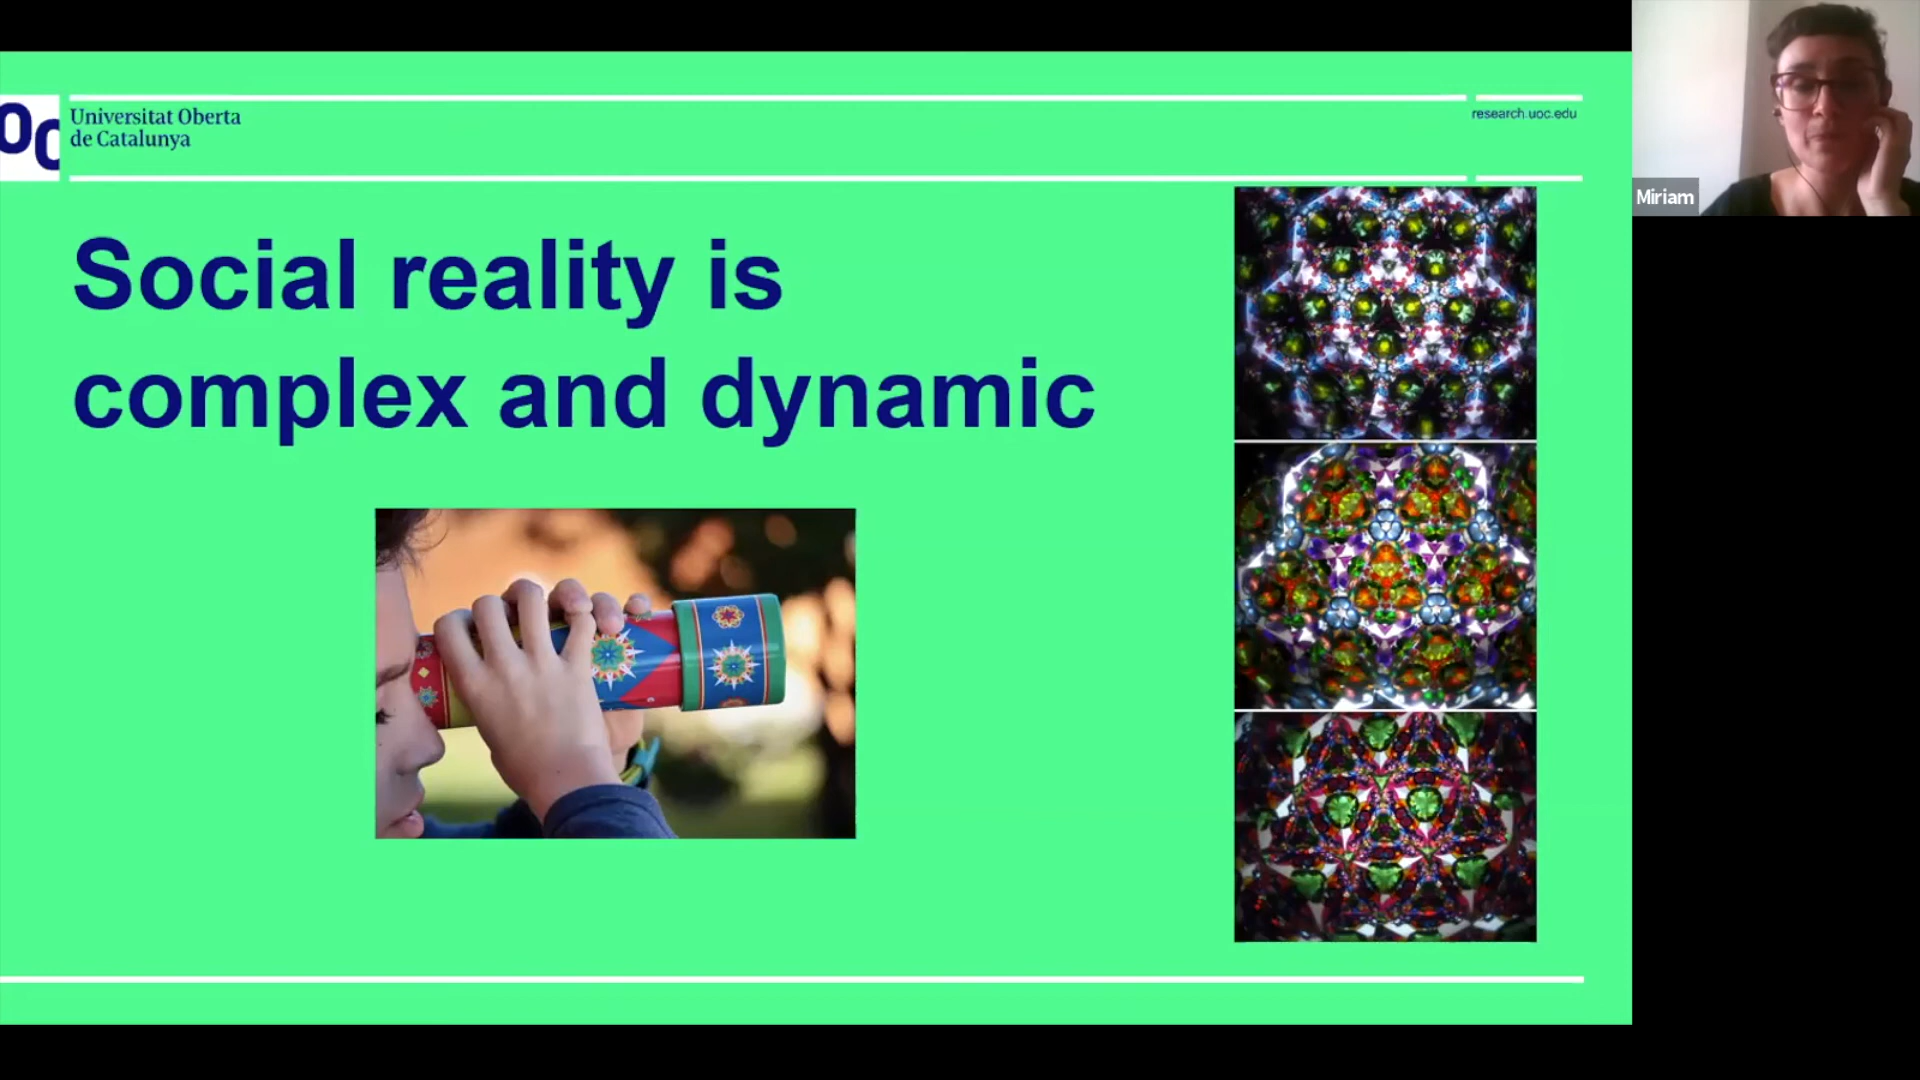 Universitat Oberta
de Catalunya
research.uoc.edu
Miriam
Social reality is
complex and dynamic